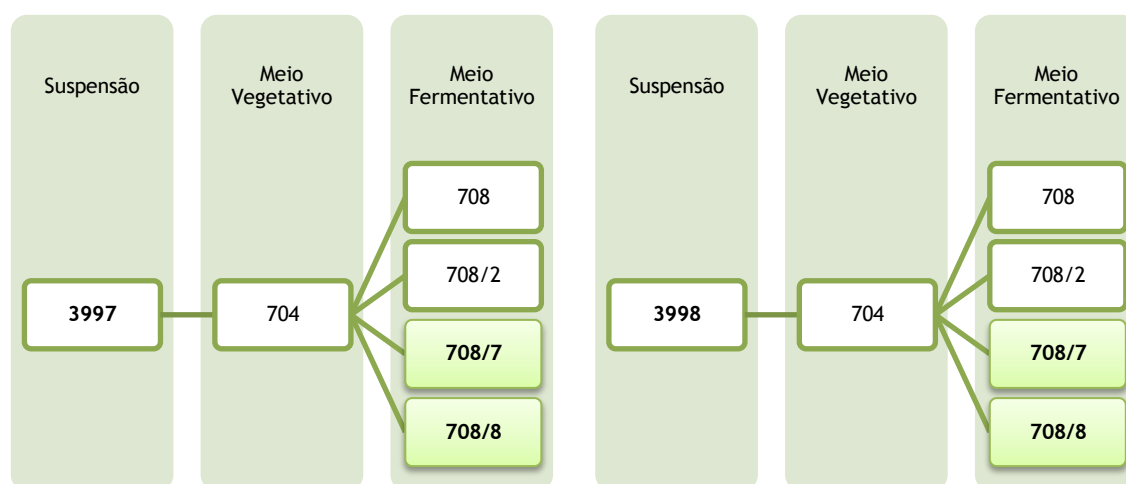 Suspensão
Meio
Vegetativo
Meio
Fermentativo
3997
704
708
708/2
708/7
708/8
Suspensão
Meio
Vegetativo
Meio
Fermentativo
3998
704
708
708/2
708/7
708/8